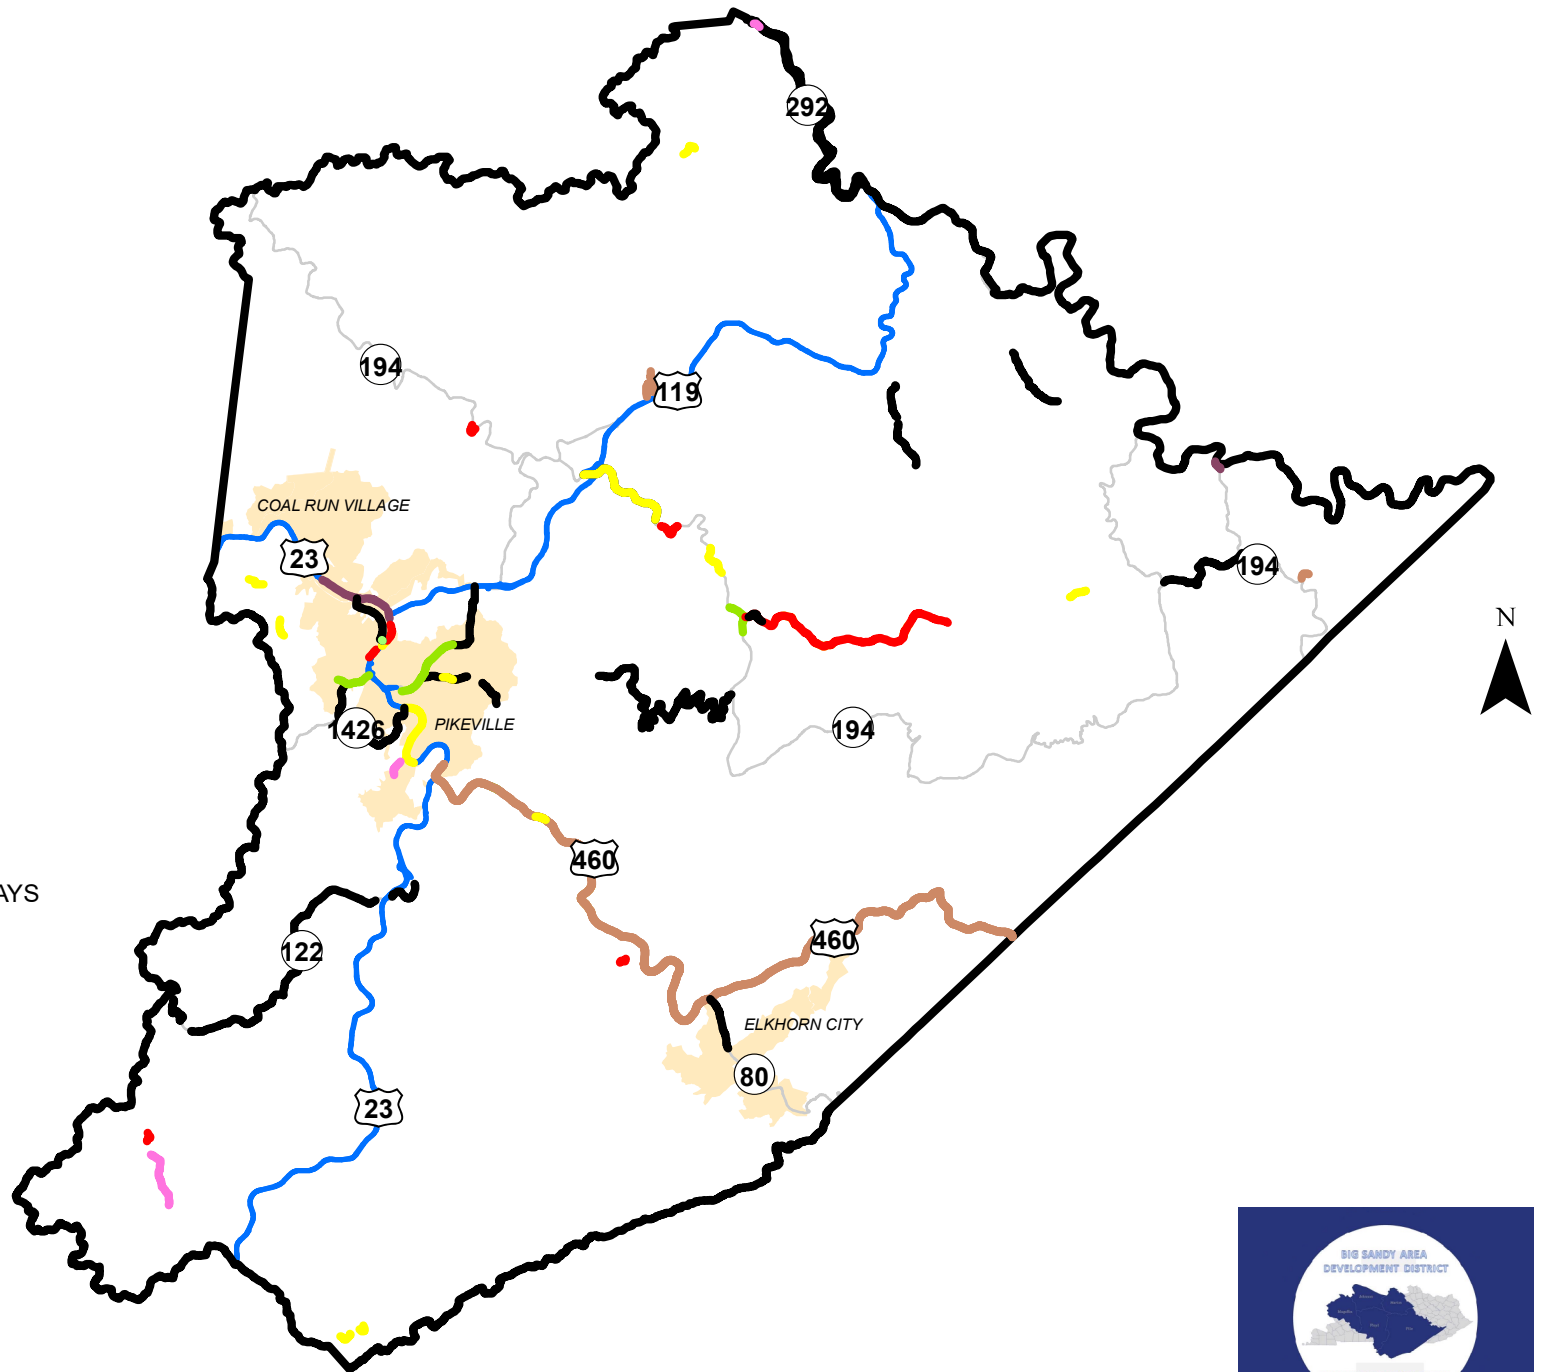 292
194
119
COAL RUN VILLAGE
23
194
N
1426
PIKEVILLE
194
460
AYS
460
122
ELKHORN CITY
80
23
BIG SANDY AREA
DEVELOPMENT DISTRICT